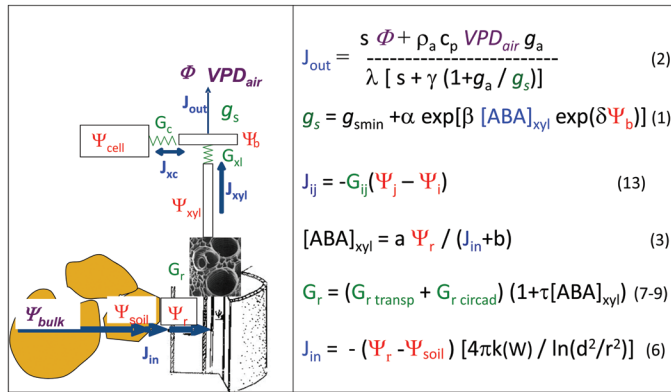 Φ VPDair
Jout
gs
Gc
Ψcell
Ψb
Gxl
Jxc
Jxyl
Ψxyl
Gr
Ψbulk
Ψsoil
Ψr
Jin
Jout = s Φ + ρa cp VPDair ga
------------------------------
λ [ s + γ (1+ga / gs)]
(2)
gs = gsmin +α exp[β [ABA]xyl exp(δΨb)] (1)
Jij = -Gij(Ψj – Ψi) (13)
[ABA]xyl = a Ψr / (Jin+b) (3)
Gr = (Gr transp + Gr circad) (1+τ[ABA]xyl) (7-9)
Jin = - (Ψr -Ψsoil) [4πk(W) / ln(d²/r²)] (6)